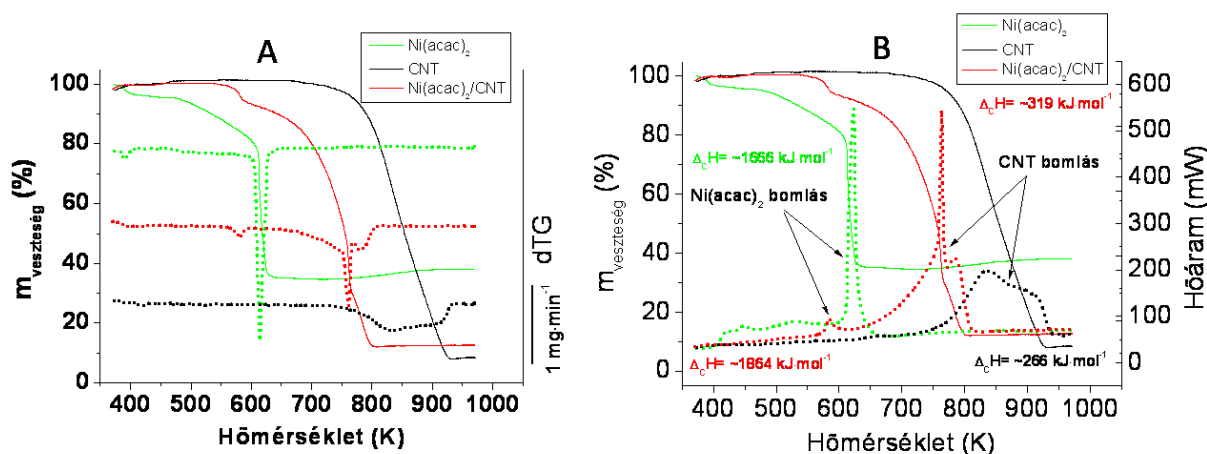 A
Ni(acac)₂
CNT
Ni(acac)₂/CNT
100
80
60
40
20
0
m veszteség (%)
400 500 600 700 800 900 1000
Hőmérséklet (K)
1 mg·min⁻¹ dTG
B
Ni(acac)₂
CNT
Ni(acac)₂/CNT
100
80
60
40
20
0
m veszteség (%)
600
500
400
300
200
100
0
Hőáram (mW)
ΔcH= ~319 kJ·mol⁻¹
ΔcH= ~1666 kJ·mol⁻¹
CNT bomlás
Ni(acac)₂ bomlás
ΔcH= ~1864 kJ·mol⁻¹
ΔcH= ~266 kJ·mol⁻¹
400 500 600 700 800 900 1000
Hőmérséklet (K)